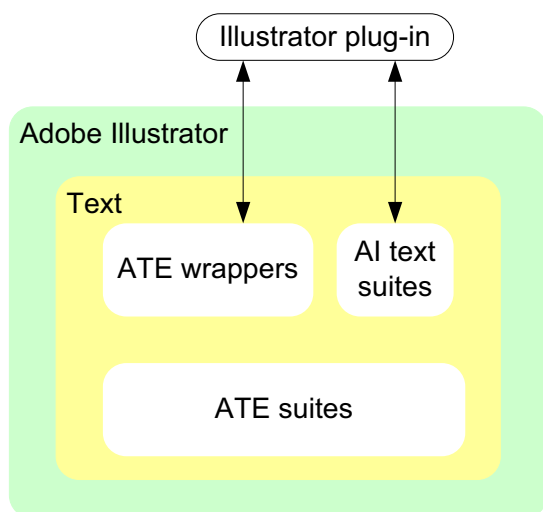 Illustrator plug-in
Adobe Illustrator
Text
ATE wrappers
AI text
suites
ATE suites